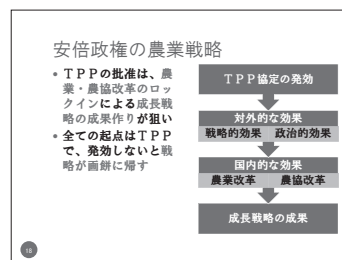 安倍政権の農業戦略
• ＴＰＰの批准は、農
業・農協改革のロッ
クインによる成長戦
略の成果作りが狙い
• 全ての起点はＴＰＰ
で、発効しないと戦
略が画餅に帰す
ＴＰＰ協定の発効
対外的な効果
戦略的効果 政治的効果
国内的な効果
農業改革 農協改革
成長戦略の成果
18